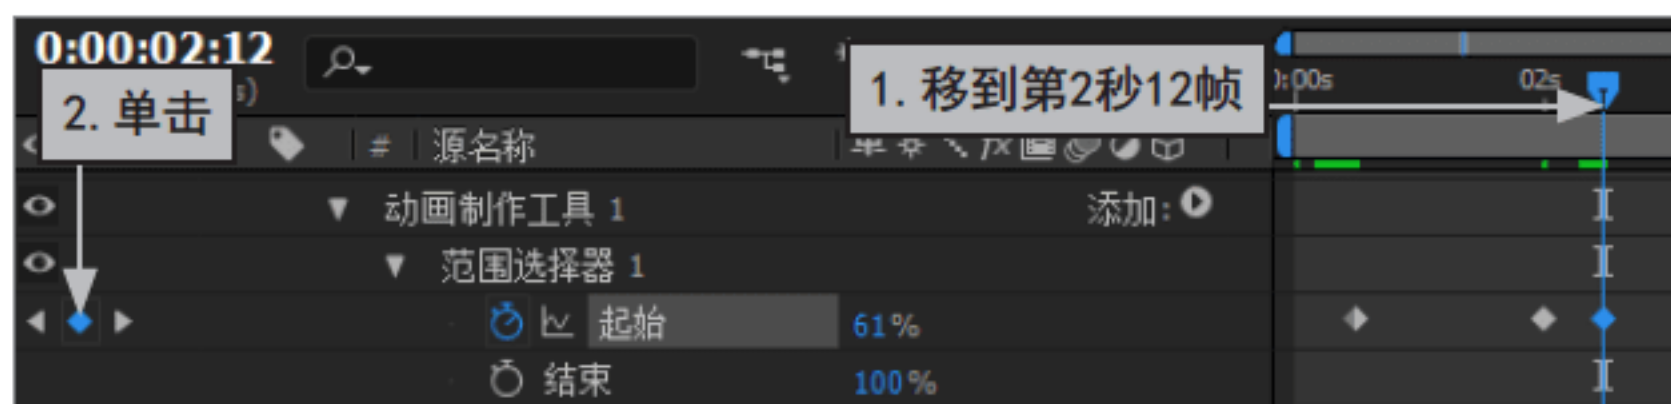 0:00:02:12
s)
2. 单击
1. 移到第2秒12帧
:00s
02s
# 源名称
fx
动画制作工具 1
添加:
范围选择器 1
起始
61%
结束
100%